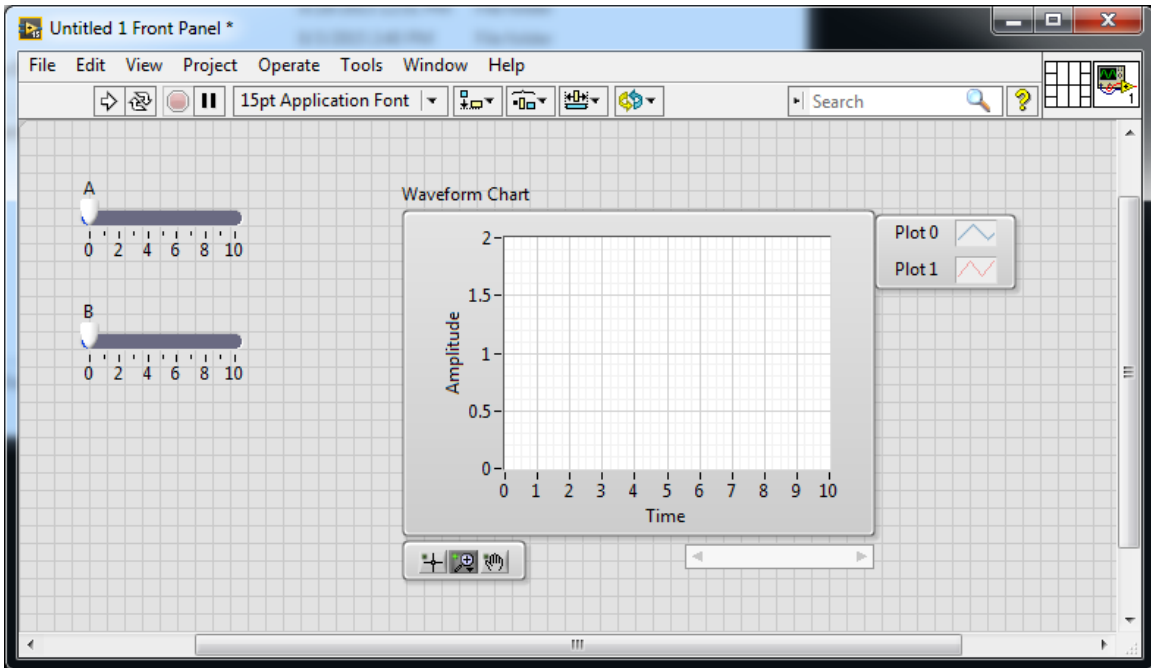 Untitled 1 Front Panel *
File Edit View Project Operate Tools Window Help
15pt Application Font
Search
1
A
0 2 4 6 8 10
B
0 2 4 6 8 10
Waveform Chart
Plot 0
Plot 1
Amplitude
2
1.5
1
0.5
0
0 1 2 3 4 5 6 7 8 9 10
Time